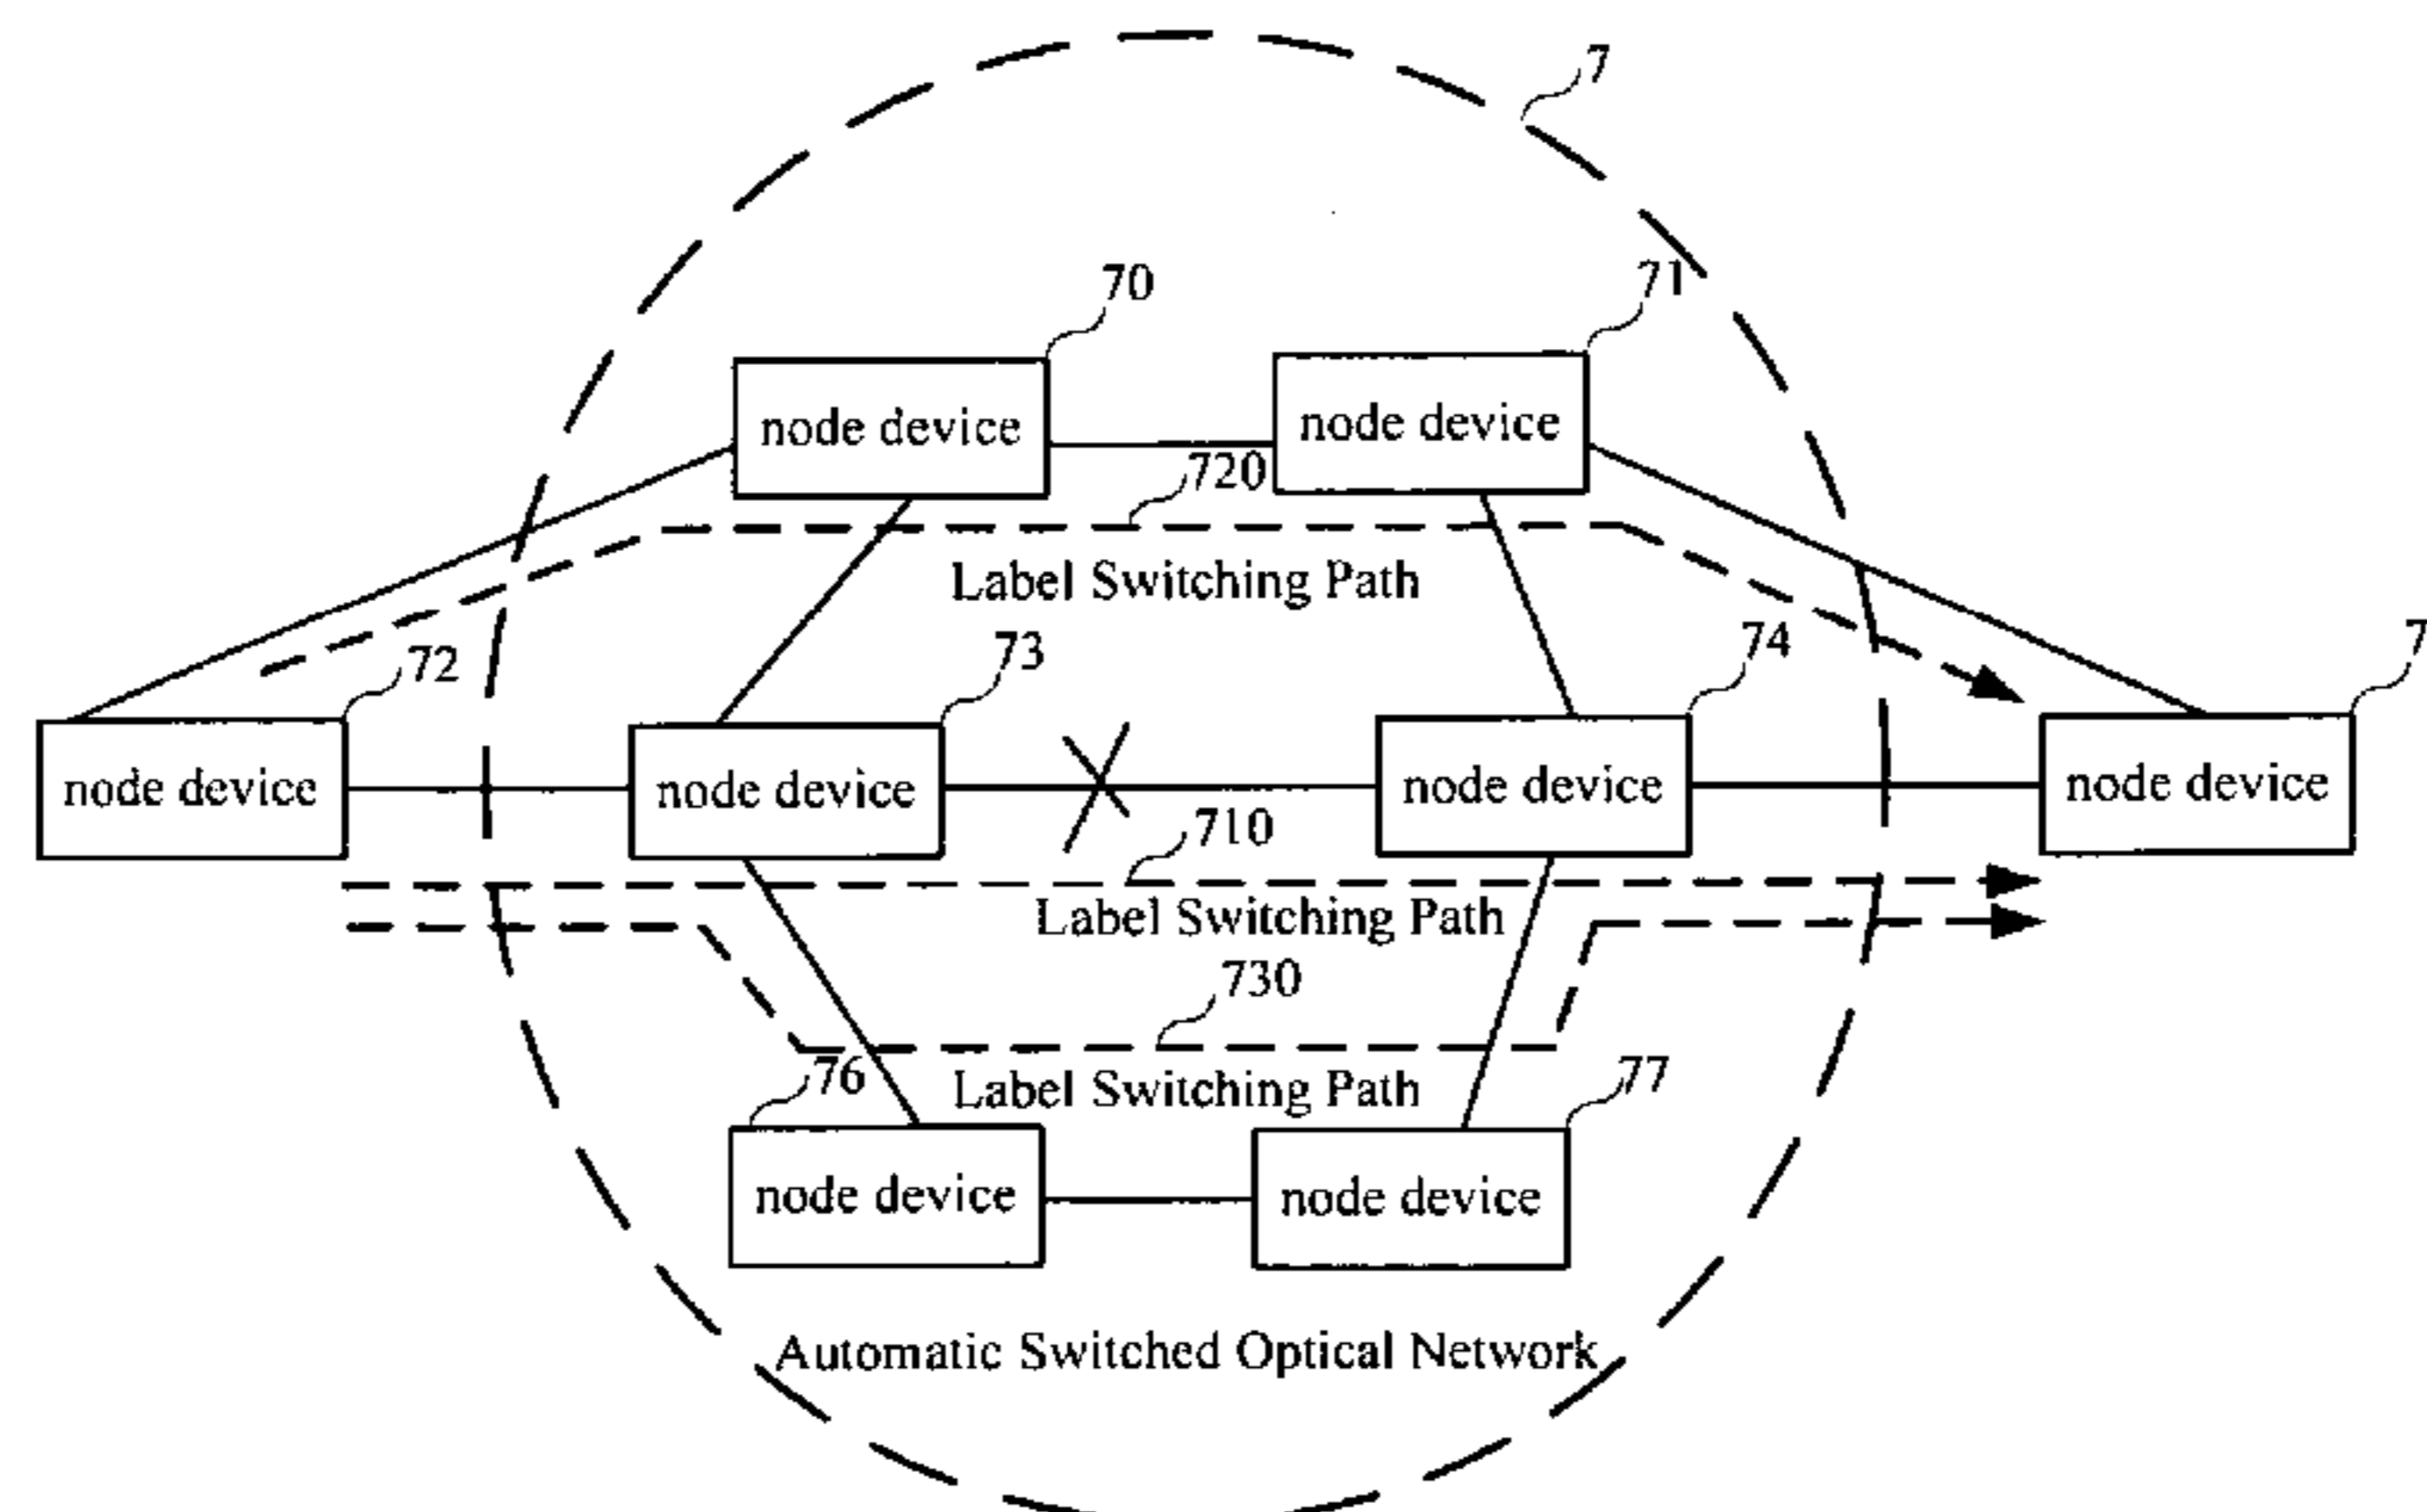 7
70
71
node device
node device
720
Label Switching Path
72
73
74
7
node device
node device
node device
node device
710
Label Switching Path
730
76
Label Switching Path
77
node device
node device
Automatic Switched Optical Network